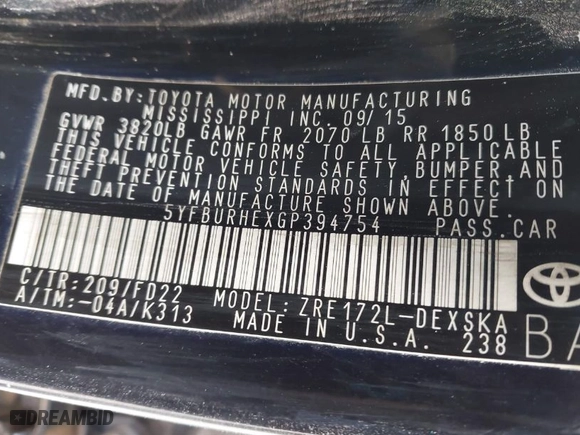 MFD. BY: TOYOTA MOTOR MANUFACTURING
MISSISSIPPI INC. 09/15
GVWR 3820LB GAWR FR 2070 LB RR 1850 LB
THIS VEHICLE CONFORMS TO ALL APPLICABLE
FEDERAL MOTOR VEHICLE SAFETY, BUMPER, AND
THEFT PREVENTION STANDARDS IN EFFECT ON
THE DATE OF MANUFACTURE SHOWN ABOVE.
5YFBURHEXGP394754 PASS.CAR
C/TR: 209/FD22 MODEL: ZRE172L-DEXSKA
A/TM: -04A/K313 MADE IN U.S.A. 238
DREAMBID